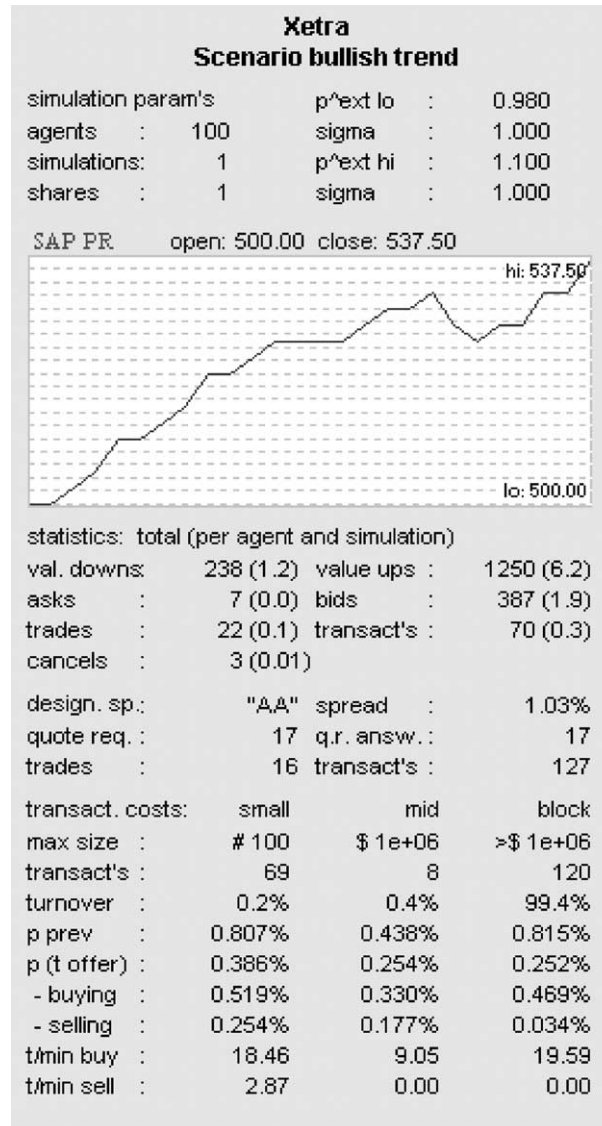 Xetra
Scenario bullish trend
simulation param's p^ext lo : 0.980
agents : 100 sigma : 1.000
simulations: 1 p^ext hi : 1.100
shares : 1 sigma : 1.000
SAP PR open: 500.00 close: 537.50
hi: 537.50
lo: 500.00
statistics: total (per agent and simulation)
val. downs: 238 (1.2) value ups : 1250 (6.2)
asks : 7 (0.0) bids : 387 (1.9)
trades : 22 (0.1) transact's : 70 (0.3)
cancels : 3 (0.01)
design. sp.: "AA" spread : 1.03%
quote req. : 17 q.r. answ. : 17
trades : 16 transact's : 127
transact. costs: small mid block
max size : # 100 $ 1e+06 >$ 1e+06
transact's : 69 8 120
turnover : 0.2% 0.4% 99.4%
p prev : 0.807% 0.438% 0.815%
p (t offer) : 0.386% 0.254% 0.252%
- buying : 0.519% 0.330% 0.469%
- selling : 0.254% 0.177% 0.034%
t/min buy : 18.46 9.05 19.59
t/min sell : 2.87 0.00 0.00